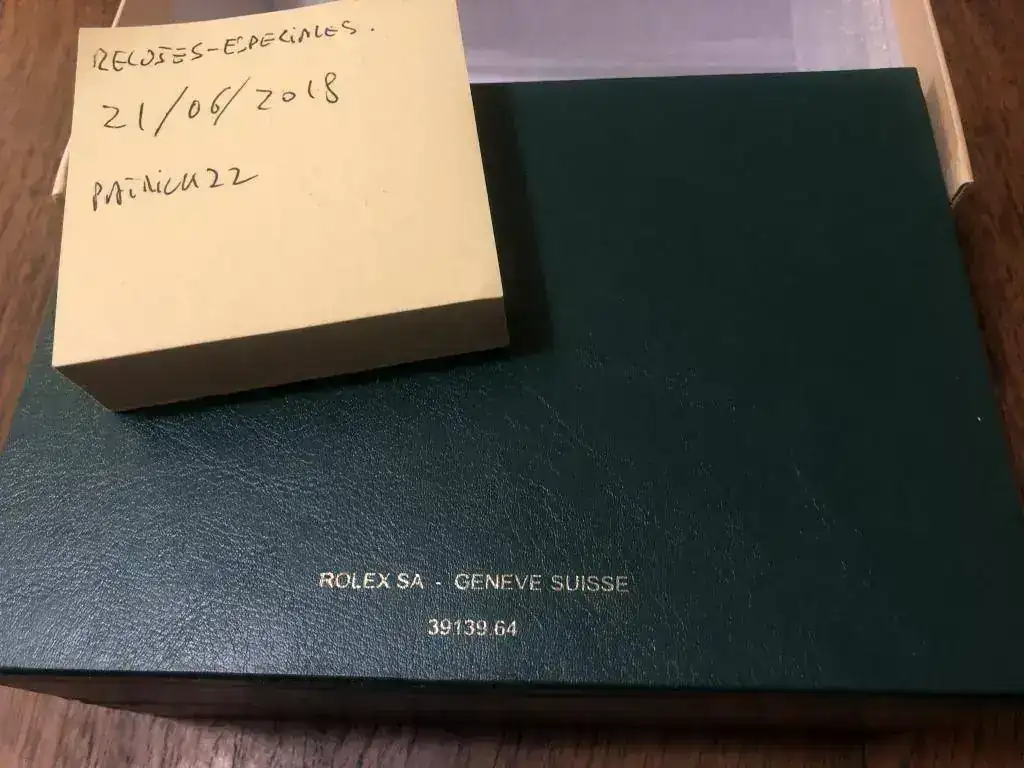 RELOJES-ESPECIALES.
21/06/2018
PATRICK22
ROLEX SA - GENEVE SUISSE
39139.64